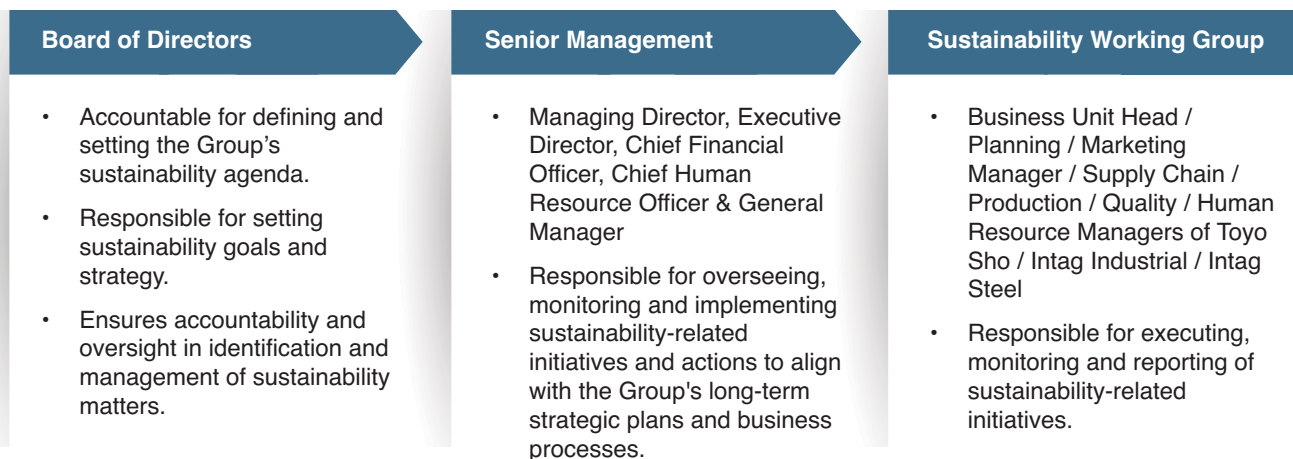 Board of Directors
• Accountable for defining and
setting the Group’s
sustainability agenda.
• Responsible for setting
sustainability goals and
strategy.
• Ensures accountability and
oversight in identification and
management of sustainability
matters.
Senior Management
• Managing Director, Executive
Director, Chief Financial
Officer, Chief Human
Resource Officer & General
Manager
• Responsible for overseeing,
monitoring and implementing
sustainability-related
initiatives and actions to align
with the Group's long-term
strategic plans and business
processes.
Sustainability Working Group
• Business Unit Head /
Planning / Marketing
Manager / Supply Chain /
Production / Quality / Human
Resource Managers of Toyo
Sho / Intag Industrial / Intag
Steel
• Responsible for executing,
monitoring and reporting of
sustainability-related
initiatives.